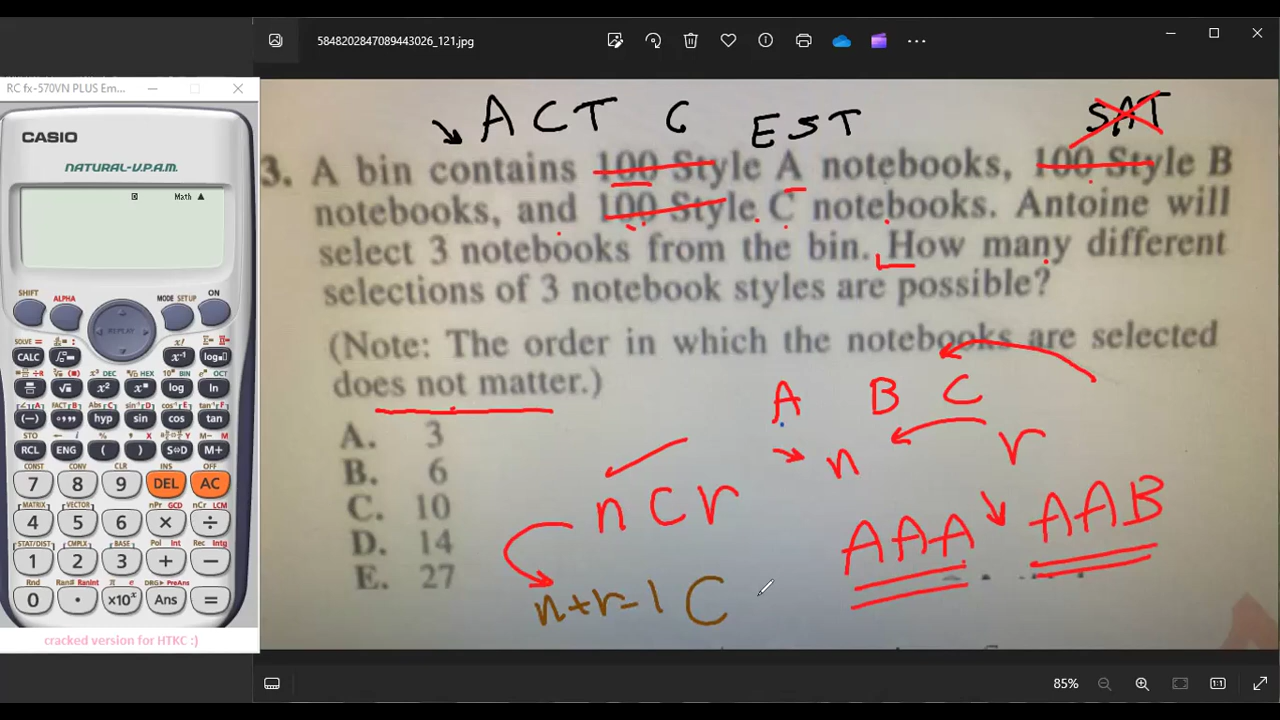 5848202847089443026_121.jpg
RC fx-570VN PLUS Em...
CASIO
NATURAL-V.P.A.M.
Math
SHIFT
ALPHA
MODE SETUP
ON
REPLAY
CALC
log
ln
hyp
sin
cos
tan
RCL
ENG
(
)
S⇔D
M+
7 8 9 DEL AC
4 5 6 × ÷
1 2 3 + −
0 . ×10ˣ Ans =
cracked version for HTKC :)
ACT C EST SAT
3. A bin contains 100 Style A notebooks, 100 Style B
notebooks, and 100 Style C notebooks. Antoine will
select 3 notebooks from the bin. How many different
selections of 3 notebook styles are possible?
(Note: The order in which the notebooks are selected
does not matter.)
A B C
A. 3
B. 6
C. 10
D. 14
E. 27
n r
nCr
AAA AAB
n+r-1 C
85%
1:1